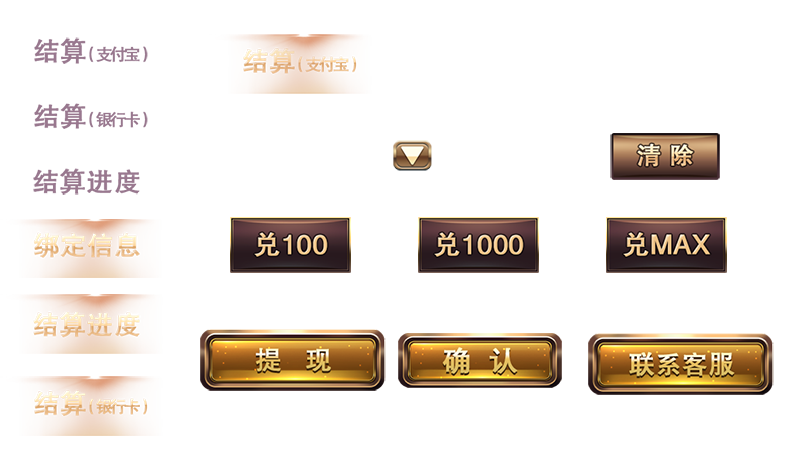 结算(支付宝)
结算(支付宝)
结算(银行卡)
清 除
结算进度
绑定信息
兑100
兑1000
兑MAX
结算进度
提 现
确 认
联系客服
结算(银行卡)